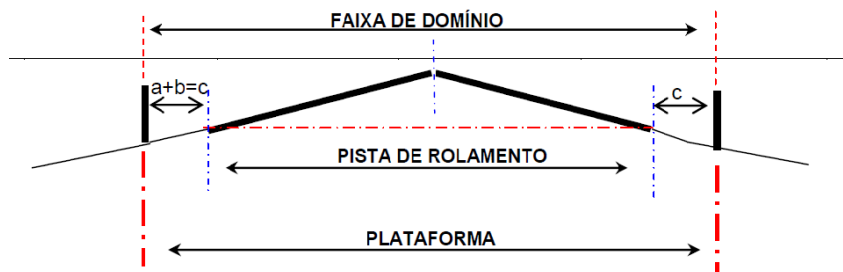 FAIXA DE DOMÍNIO
a+b=c
c
PISTA DE ROLAMENTO
PLATAFORMA